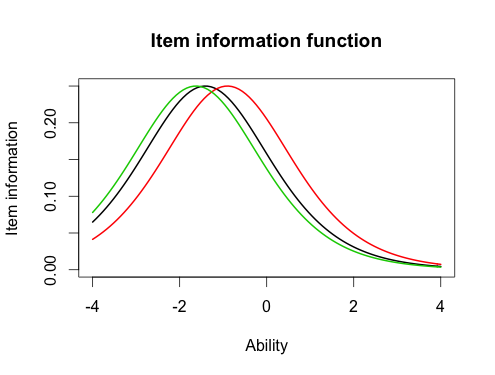 Item information function
Item information
0.20
0.10
0.00
-4 -2 0 2 4
Ability